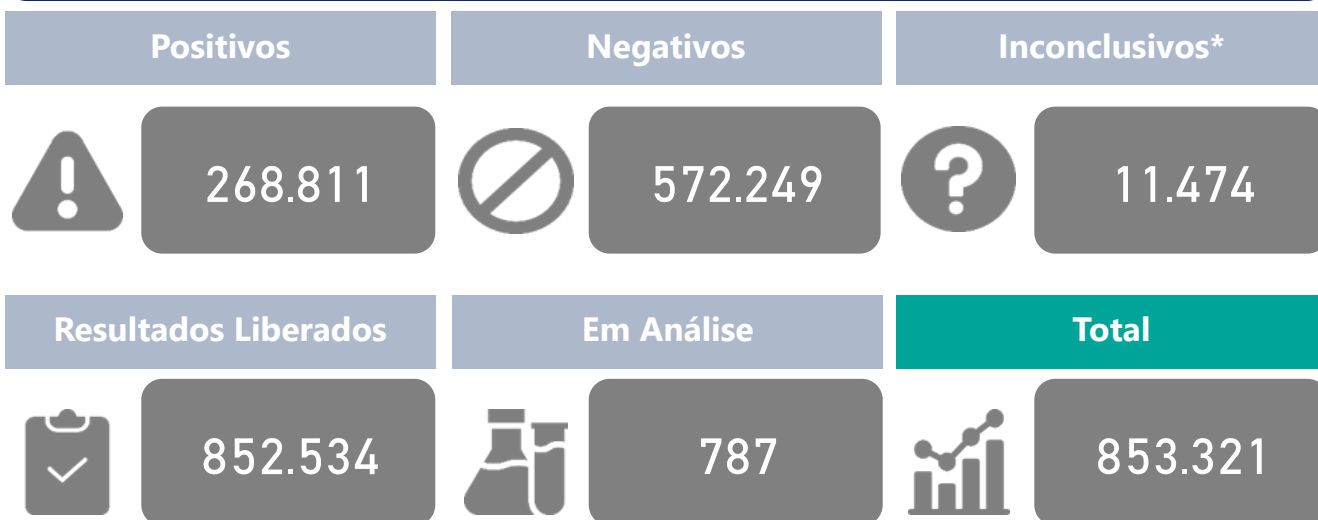 Positivos
Negativos
Inconclusivos*
268.811
572.249
11.474
Resultados Liberados
Em Análise
Total
852.534
787
853.321